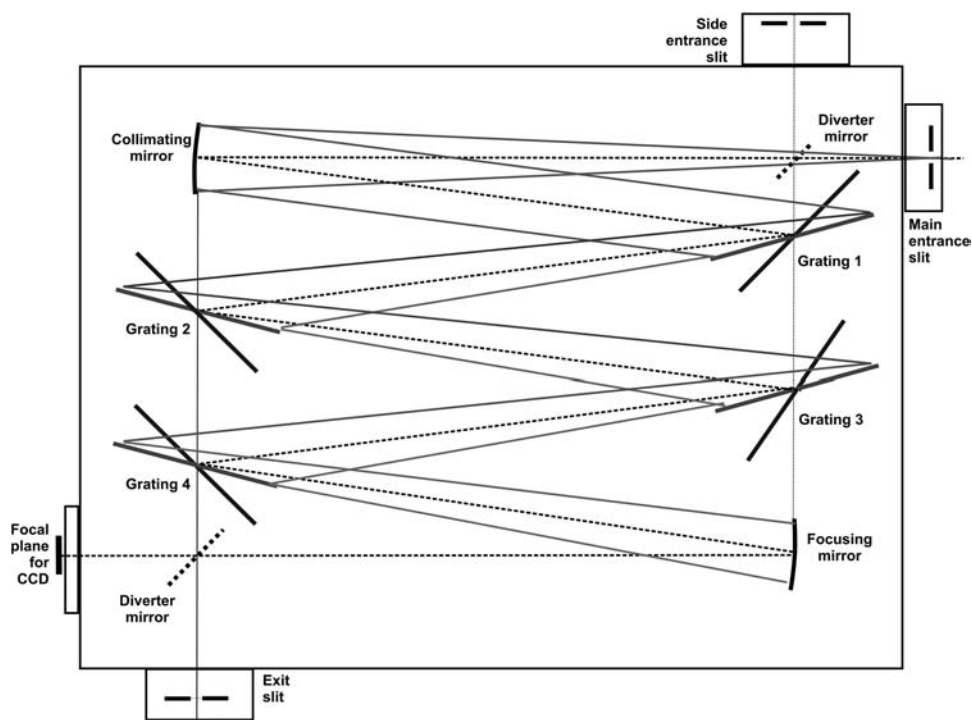 Side
entrance
slit
Diverter
mirror
Collimating
mirror
Main
entrance
slit
Grating 1
Grating 2
Grating 3
Grating 4
Focal
plane
for
CCD
Focusing
mirror
Diverter
mirror
Exit
slit